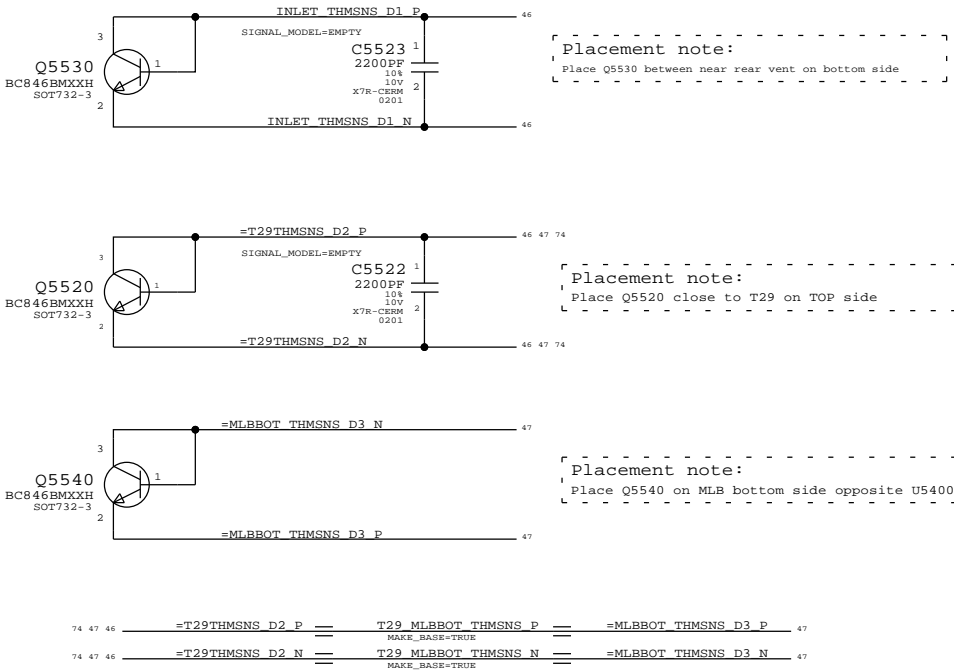 INLET_THMSNS_D1_P 46
SIGNAL_MODEL=EMPTY
3
1
2
Q5530
BC846BMXXH
SOT732-3
C5523 1
2200PF
10%
10V 2
X7R-CERM
0201
INLET_THMSNS_D1_N 46
Placement note:
Place Q5530 between near rear vent on bottom side
=T29THMSNS_D2_P 46 47 74
SIGNAL_MODEL=EMPTY
3
1
2
Q5520
BC846BMXXH
SOT732-3
C5522 1
2200PF
10%
10V 2
X7R-CERM
0201
=T29THMSNS_D2_N 46 47 74
Placement note:
Place Q5520 close to T29 on TOP side
=MLBBOT_THMSNS_D3_N 47
3
1
2
Q5540
BC846BMXXH
SOT732-3
=MLBBOT_THMSNS_D3_P 47
Placement note:
Place Q5540 on MLB bottom side opposite U5400
74 47 46 =T29THMSNS_D2_P T29_MLBBOT_THMSNS_P =MLBBOT_THMSNS_D3_P 47
MAKE_BASE=TRUE
74 47 46 =T29THMSNS_D2_N T29_MLBBOT_THMSNS_N =MLBBOT_THMSNS_D3_N 47
MAKE_BASE=TRUE